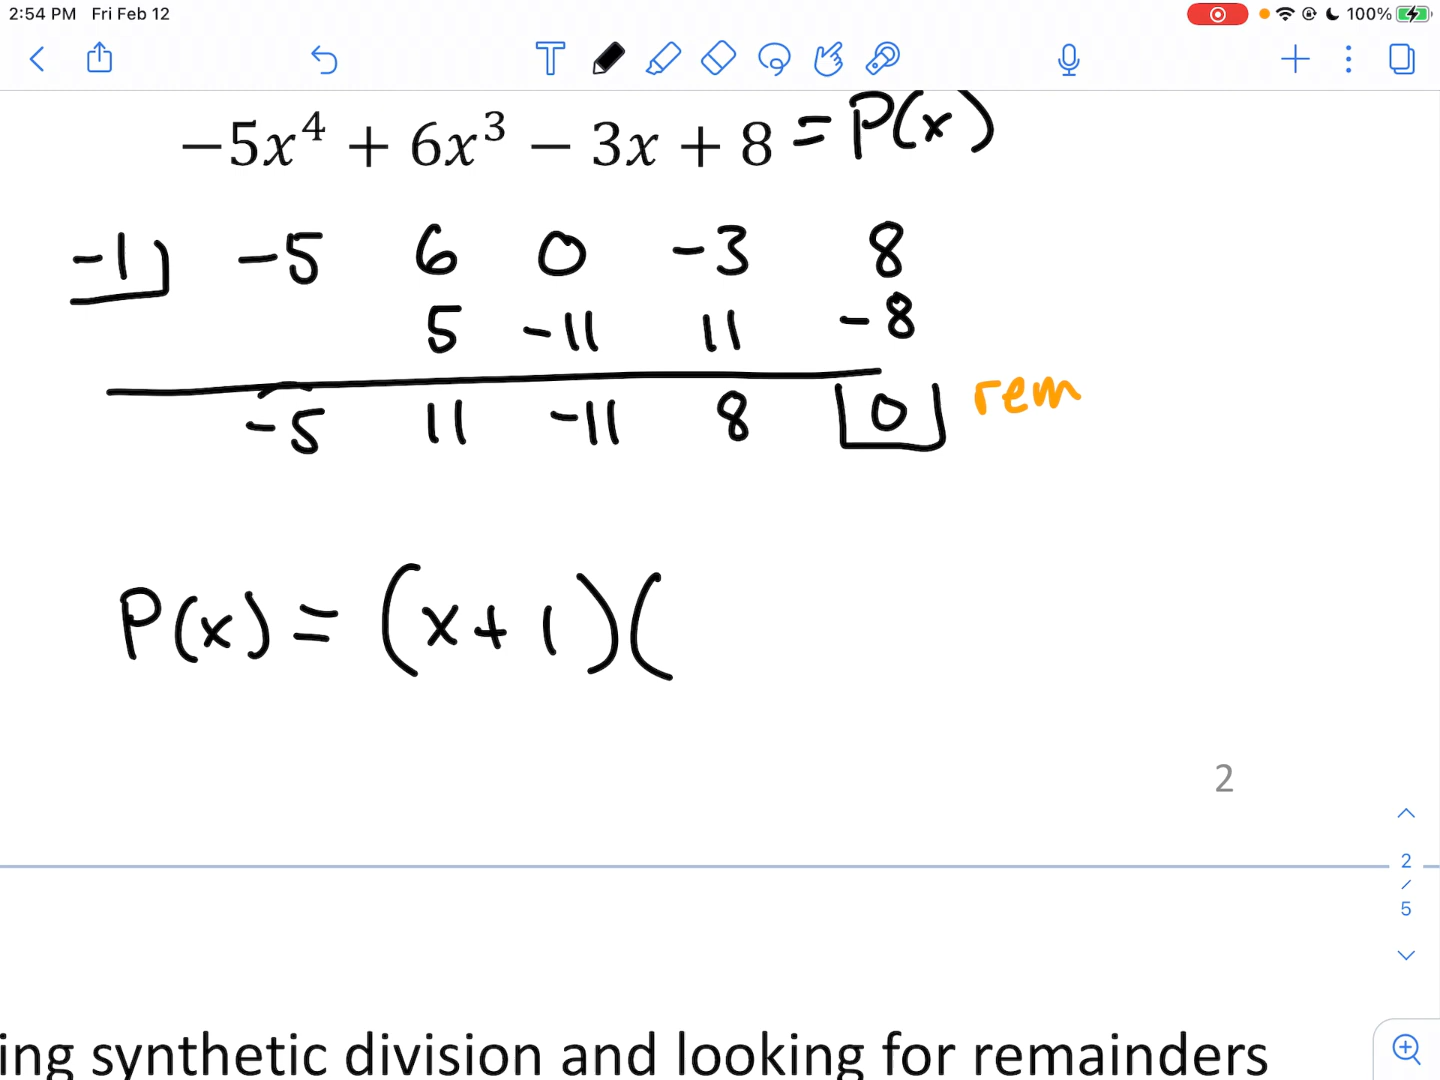 2:54 PM Fri Feb 12 100%
−5x⁴ + 6x³ − 3x + 8 = P(x)
-1 -5 6 0 -3 8
5 -11 11 -8
-5 11 -11 8 0 rem
P(x) = (x+1)(
2
2
/
5
ing synthetic division and looking for remainders